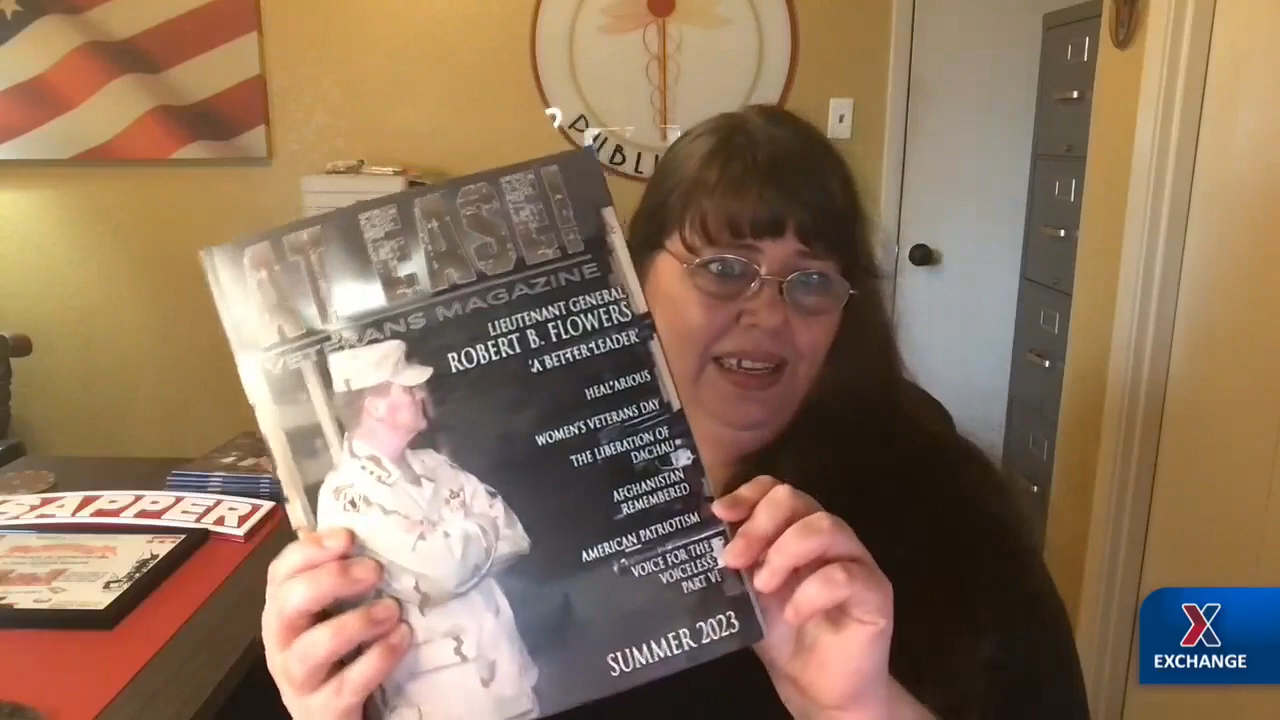 PUBLI
AT EASE!
VETERANS MAGAZINE
LIEUTENANT GENERAL
ROBERT B. FLOWERS
'A BETTER LEADER'
HEAL'ARIOUS
WOMEN'S VETERANS DAY
THE LIBERATION OF
DACHAU
AFGHANISTAN
REMEMBERED
AMERICAN PATRIOTISM
VOICE FOR THE
VOICELESS
PART VI
SUMMER 2023
SAPPER
X
EXCHANGE